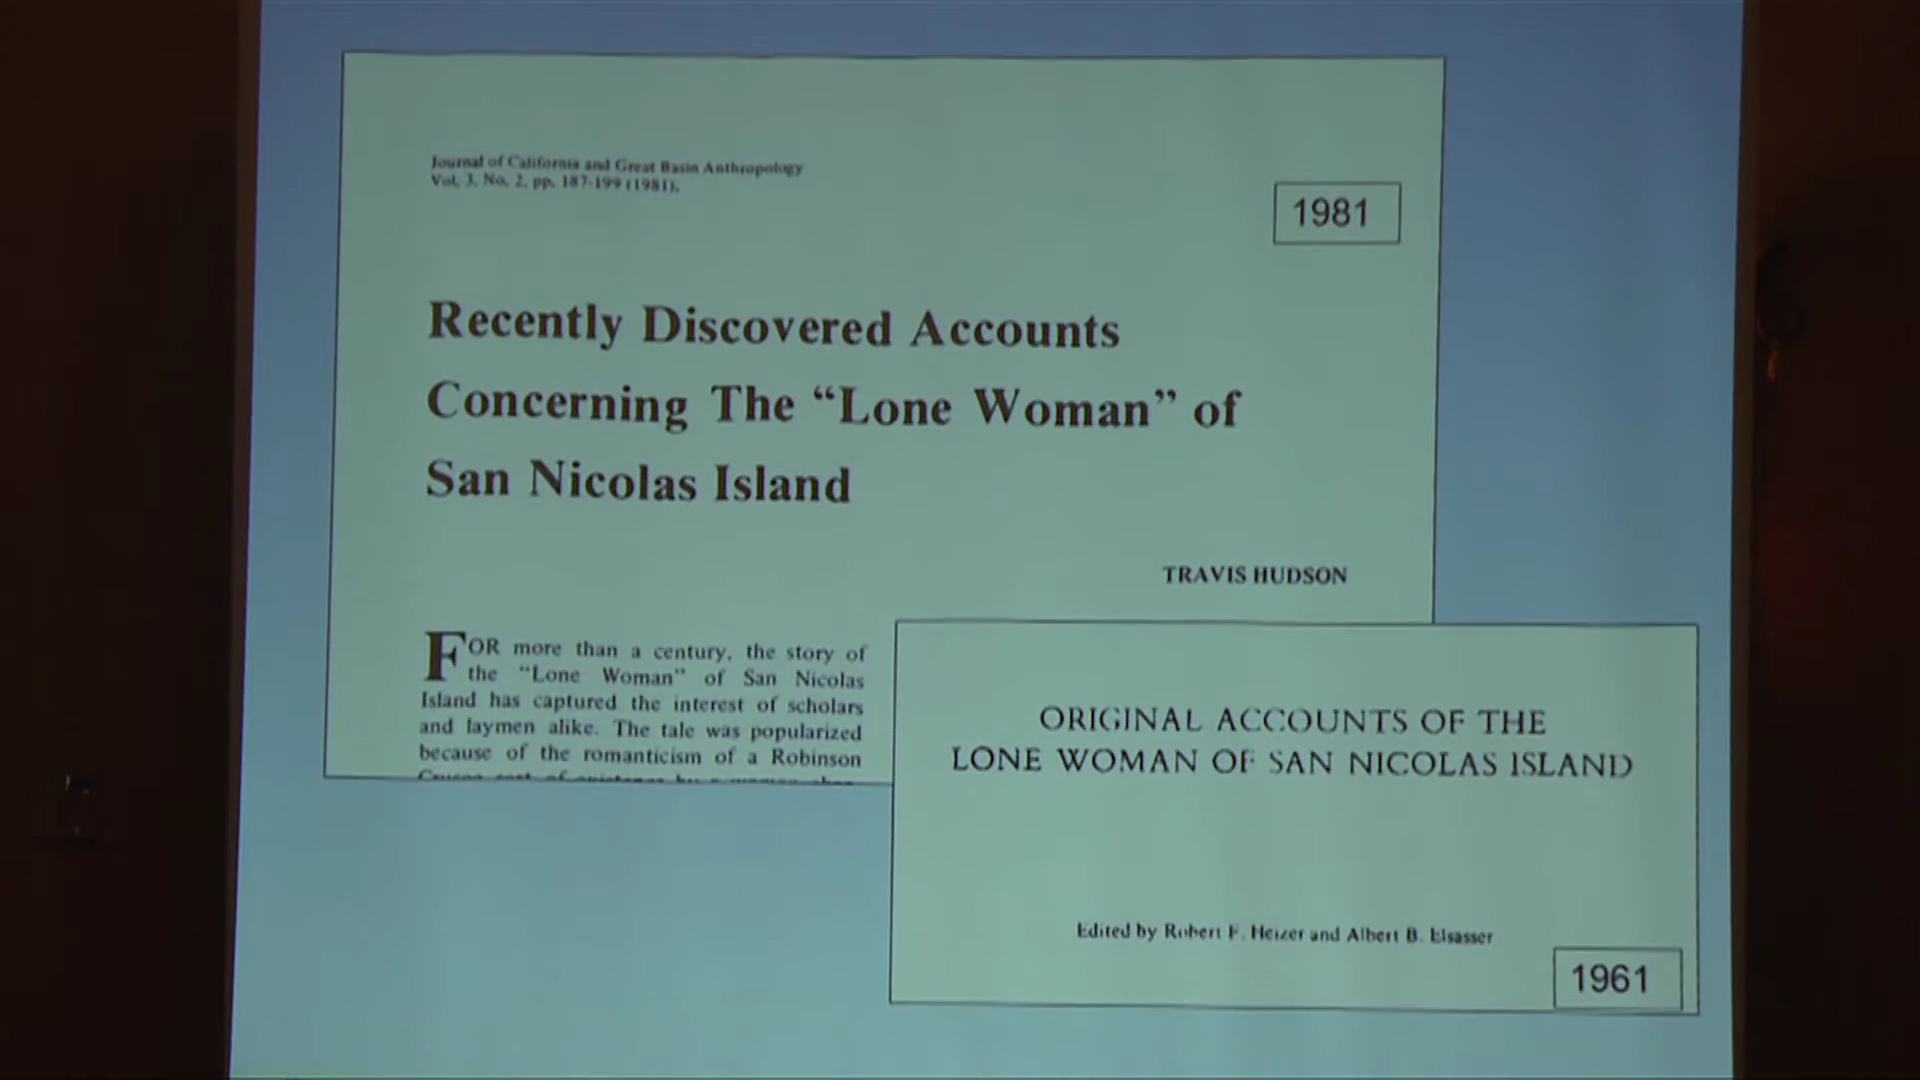 Journal of California and Great Basin Anthropology
Vol. 3, No. 2, pp. 187-199 (1981).
1981
Recently Discovered Accounts
Concerning The “Lone Woman” of
San Nicolas Island
TRAVIS HUDSON
FOR more than a century, the story of
the “Lone Woman” of San Nicolas
Island has captured the interest of scholars
and laymen alike. The tale was popularized
because of the romanticism of a Robinson
ORIGINAL ACCOUNTS OF THE
LONE WOMAN OF SAN NICOLAS ISLAND
Edited by Robert F. Heizer and Albert B. Elsasser
1961